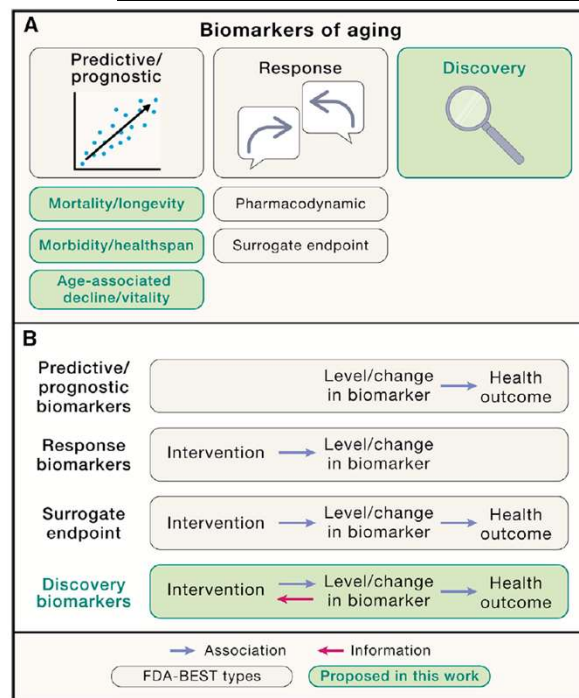 A
Biomarkers of aging
Predictive/
prognostic
Response
Discovery
Mortality/longevity
Pharmacodynamic
Morbidity/healthspan
Surrogate endpoint
Age-associated
decline/vitality
B
Predictive/
prognostic
biomarkers
Level/change
in biomarker
Health
outcome
Response
biomarkers
Intervention
Level/change
in biomarker
Surrogate
endpoint
Intervention
Level/change
in biomarker
Health
outcome
Discovery
biomarkers
Intervention
Level/change
in biomarker
Health
outcome
Association
Information
FDA-BEST types
Proposed in this work